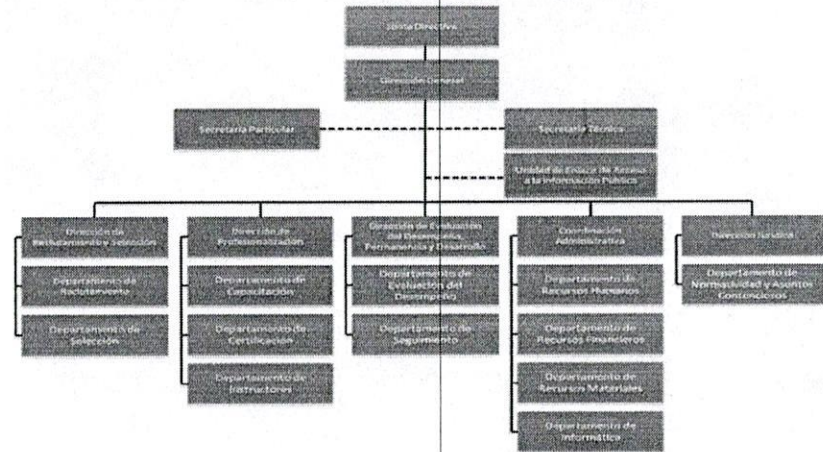 Junta Directiva
Dirección General
Secretaría Particular
Secretaría Técnica
Unidad de Enlace de Acceso
a la Información Pública
Dirección de
Reclutamiento y Selección
Departamento de
Reclutamiento
Departamento de
Selección
Dirección de
Profesionalización
Departamento de
Capacitación
Departamento de
Certificación
Departamento de
Instructores
Dirección de Evaluación
del Desempeño,
Permanencia y Desarrollo
Departamento de
Evaluación del
Desempeño
Departamento de
Seguimiento
Coordinación
Administrativa
Departamento de
Recursos Humanos
Departamento de
Recursos Financieros
Departamento de
Recursos Materiales
Departamento de
Informática
Dirección Jurídica
Departamento de
Normatividad y Asuntos
Contenciosos